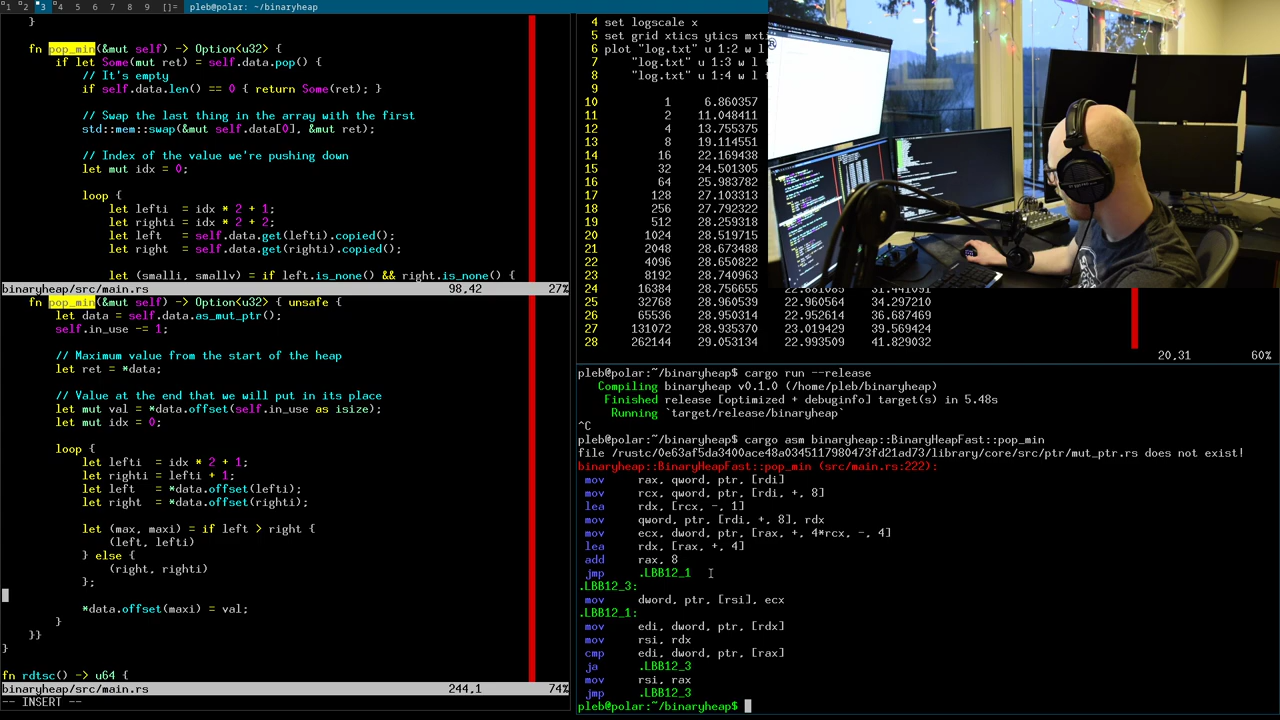 1 2 3 4 5 6 7 8 9 []= pleb@polar: ~/binaryheap
}
fn pop_min(&mut self) -> Option<u32> {
if let Some(mut ret) = self.data.pop() {
// It's empty
if self.data.len() == 0 { return Some(ret); }
// Swap the last thing in the array with the first
std::mem::swap(&mut self.data[0], &mut ret);
// Index of the value we're pushing down
let mut idx = 0;
loop {
let lefti  = idx * 2 + 1;
let righti = idx * 2 + 2;
let left   = self.data.get(lefti).copied();
let right  = self.data.get(righti).copied();
let (smalli, smallv) = if left.is_none() && right.is_none() {
binaryheap/src/main.rs 98,42 27%
fn pop_min(&mut self) -> Option<u32> { unsafe {
let data = self.data.as_mut_ptr();
self.in_use -= 1;
// Maximum value from the start of the heap
let ret = *data;
// Value at the end that we will put in its place
let mut val = *data.offset(self.in_use as isize);
let mut idx = 0;
loop {
let lefti  = idx * 2 + 1;
let righti = lefti + 1;
let left   = *data.offset(lefti);
let right  = *data.offset(righti);
let (max, maxi) = if left > right {
(left, lefti)
} else {
(right, righti)
};
*data.offset(maxi) = val;
}
}}
}
fn rdtsc() -> u64 {
binaryheap/src/main.rs 244,1 74%
-- INSERT --
4 set logscale x
5 set grid xtics ytics mxti
6 plot "log.txt" u 1:2 w l
7 "log.txt" u 1:3 w l
8 "log.txt" u 1:4 w l
9
10 1 6.860357
11 2 11.048411
12 4 13.755375
13 8 19.114551
14 16 22.169438
15 32 24.501305
16 64 25.983782
17 128 27.103313
18 256 27.792322
19 512 28.259318
20 1024 28.519715
21 2048 28.673488
22 4096 28.650822
23 8192 28.740963
24 16384 28.756655 22.881085 31.441091
25 32768 28.960539 22.960564 34.297210
26 65536 28.950314 22.952614 36.687469
27 131072 28.935370 23.019429 39.569424
28 262144 29.053134 22.993509 41.829032
20,31 60%
pleb@polar:~/binaryheap$ cargo run --release
Compiling binaryheap v0.1.0 (/home/pleb/binaryheap)
Finished release [optimized + debuginfo] target(s) in 5.48s
Running `target/release/binaryheap`
^C
pleb@polar:~/binaryheap$ cargo asm binaryheap::BinaryHeapFast::pop_min
file /rustc/0e63af5da3400ace48a0345117980473fd21ad73/library/core/src/ptr/mut_ptr.rs does not exist!
binaryheap::BinaryHeapFast::pop_min (src/main.rs:222):
mov rax, qword, ptr, [rdi]
mov rcx, qword, ptr, [rdi, +, 8]
lea rdx, [rcx, -, 1]
mov qword, ptr, [rdi, +, 8], rdx
mov ecx, dword, ptr, [rax, +, 4*rcx, -, 4]
lea rdx, [rax, +, 4]
add rax, 8
jmp .LBB12_1
.LBB12_3:
mov dword, ptr, [rsi], ecx
.LBB12_1:
mov edi, dword, ptr, [rdx]
mov rsi, rdx
cmp edi, dword, ptr, [rax]
ja .LBB12_3
mov rsi, rax
jmp .LBB12_3
pleb@polar:~/binaryheap$